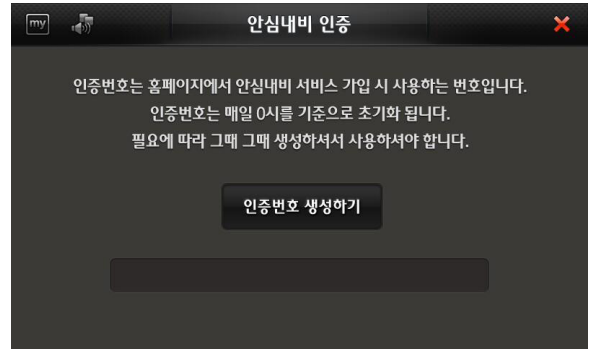 my
안심내비 인증
인증번호는 홈페이지에서 안심내비 서비스 가입 시 사용하는 번호입니다.
인증번호는 매일 0시를 기준으로 초기화 됩니다.
필요에 따라 그때 그때 생성하셔서 사용하셔야 합니다.
인증번호 생성하기